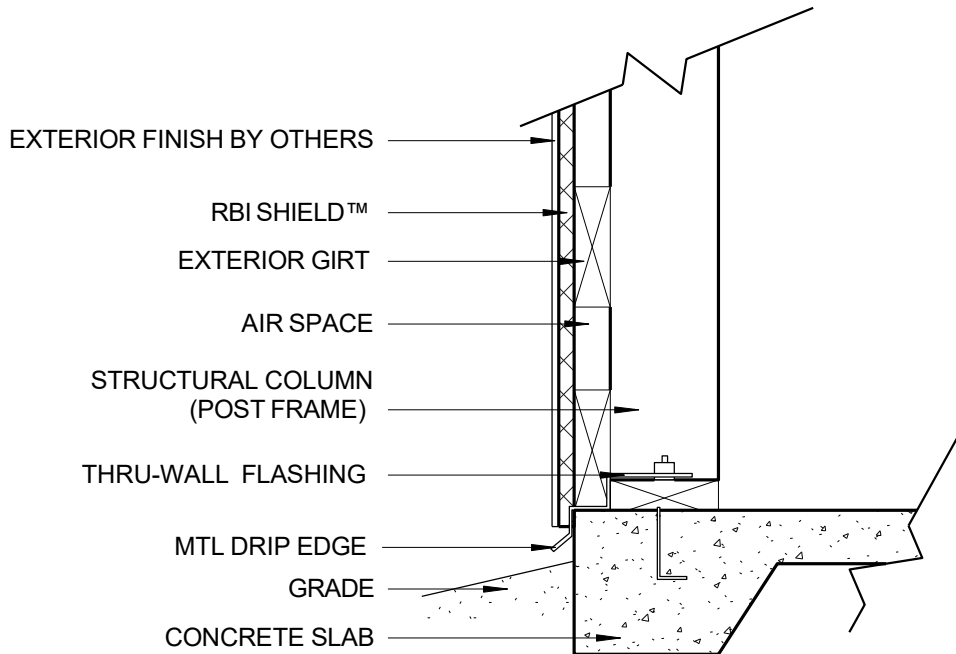 EXTERIOR FINISH BY OTHERS
RBI SHIELD™
EXTERIOR GIRT
AIR SPACE
STRUCTURAL COLUMN
(POST FRAME)
THRU-WALL FLASHING
MTL DRIP EDGE
GRADE
CONCRETE SLAB